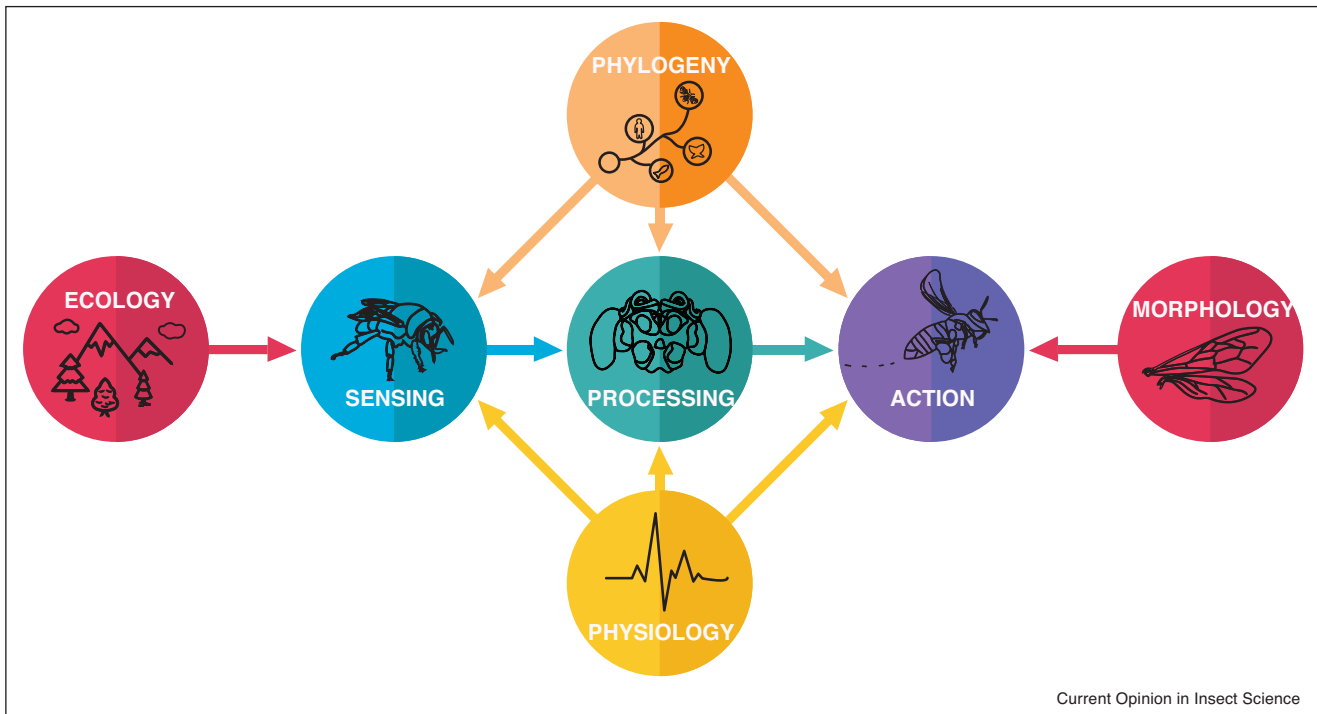 PHYLOGENY
ECOLOGY
SENSING
PROCESSING
ACTION
MORPHOLOGY
PHYSIOLOGY
Current Opinion in Insect Science